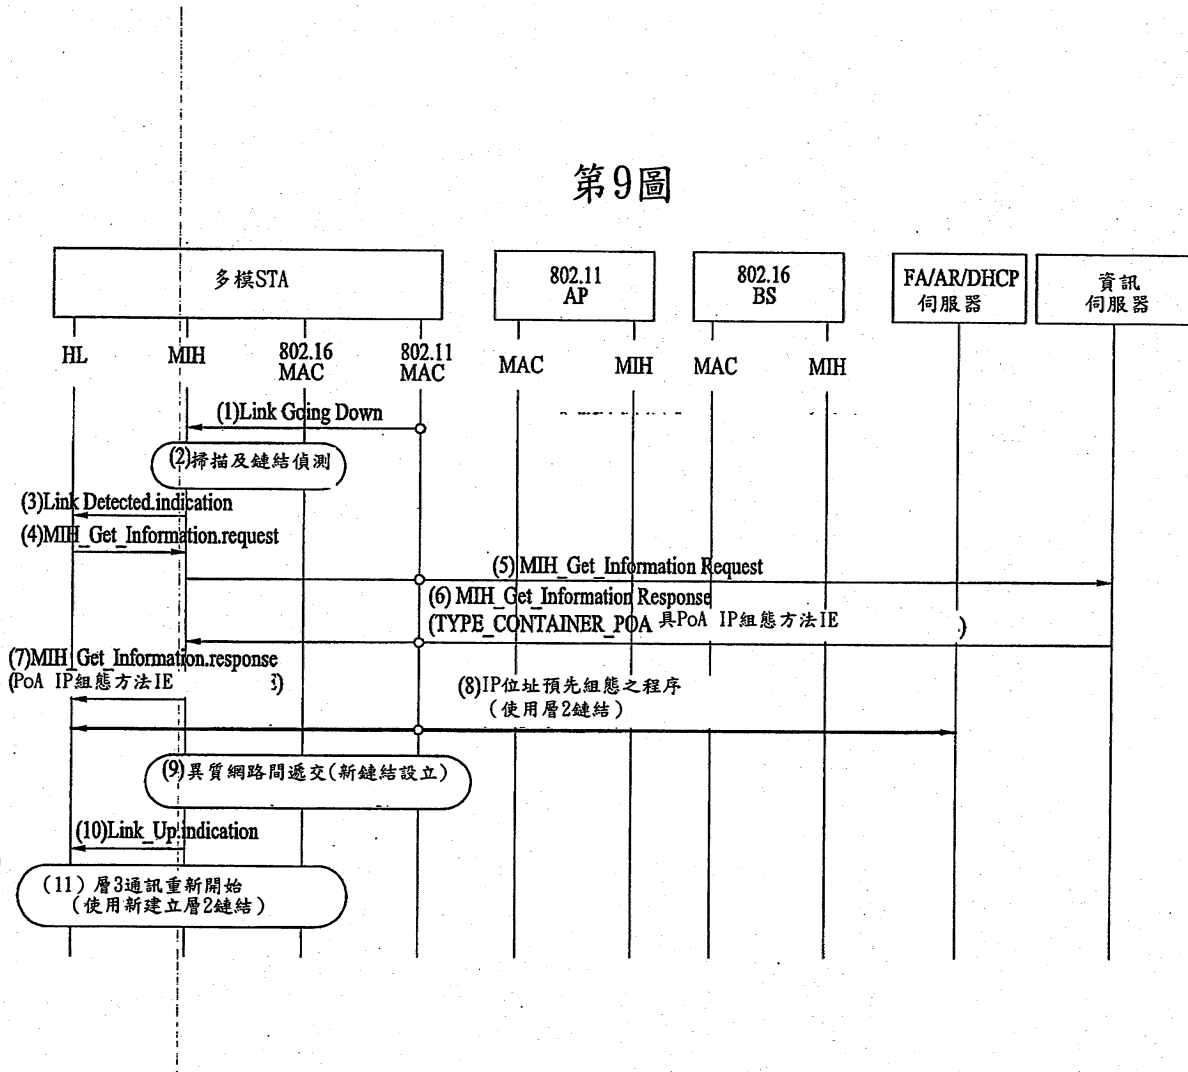 第9圖
多模STA
802.11
AP
802.16
BS
FA/AR/DHCP
伺服器
資訊
伺服器
HL
MIH
802.16
MAC
802.11
MAC
MAC
MIH
MAC
MIH
(1)Link Going Down
(2)掃描及鏈結偵測
(3)Link Detected.indication
(4)MIH_Get_Information.request
(5) MIH_Get_Information Request
(6) MIH_Get_Information Response
(TYPE_CONTAINER_POA 具PoA IP組態方法IE )
(7)MIH_Get_Information.response
(PoA IP組態方法IE )
(8)IP位址預先組態之程序
(使用層2鏈結)
(9)異質網路間遞交(新鏈結設立)
(10)Link_Up.indication
(11) 層3通訊重新開始
(使用新建立層2鏈結)